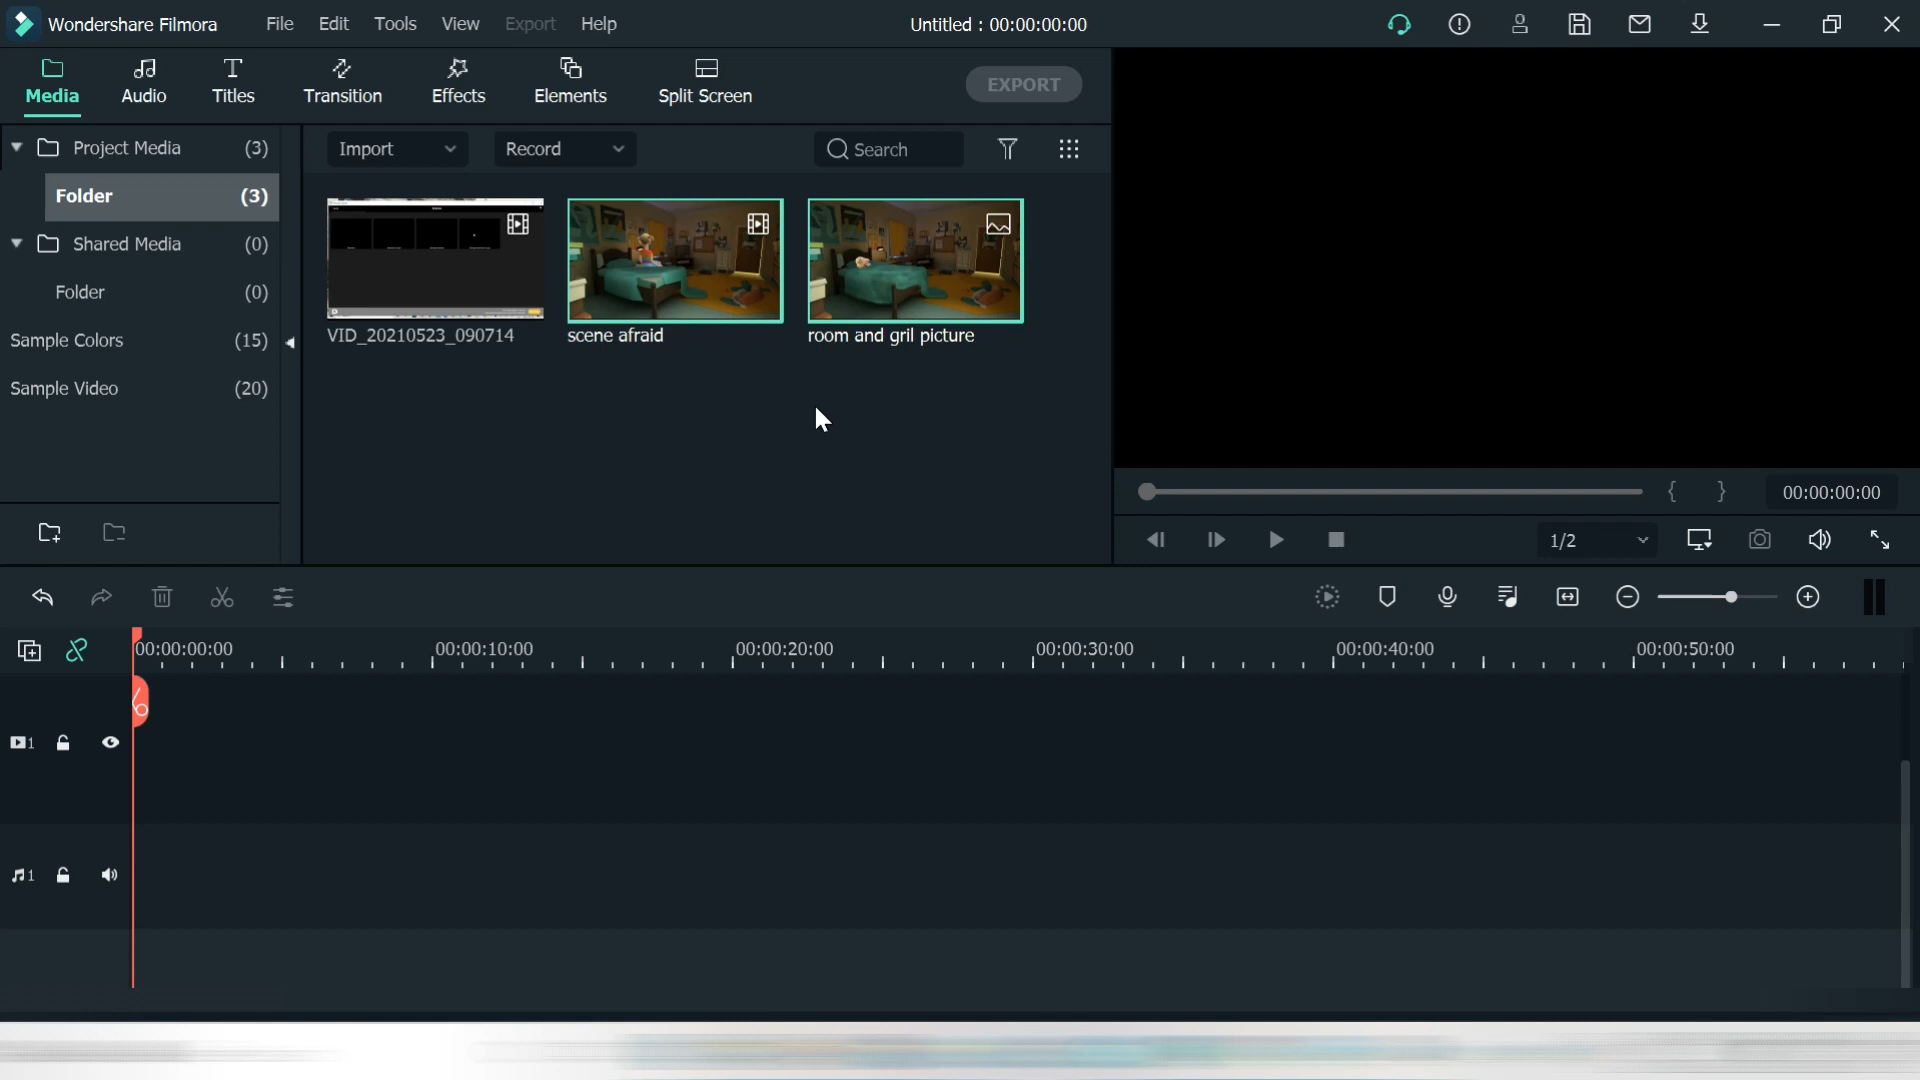 Wondershare Filmora File Edit Tools View Export Help Untitled : 00:00:00:00
Media Audio Titles Transition Effects Elements Split Screen EXPORT
Project Media (3)
Folder (3)
Shared Media (0)
Folder (0)
Sample Colors (15)
Sample Video (20)
Import Record Search
VID_20210523_090714 scene afraid room and gril picture
{ } 00:00:00:00
1/2
00:00:00:00 00:00:10:00 00:00:20:00 00:00:30:00 00:00:40:00 00:00:50:00
1
1